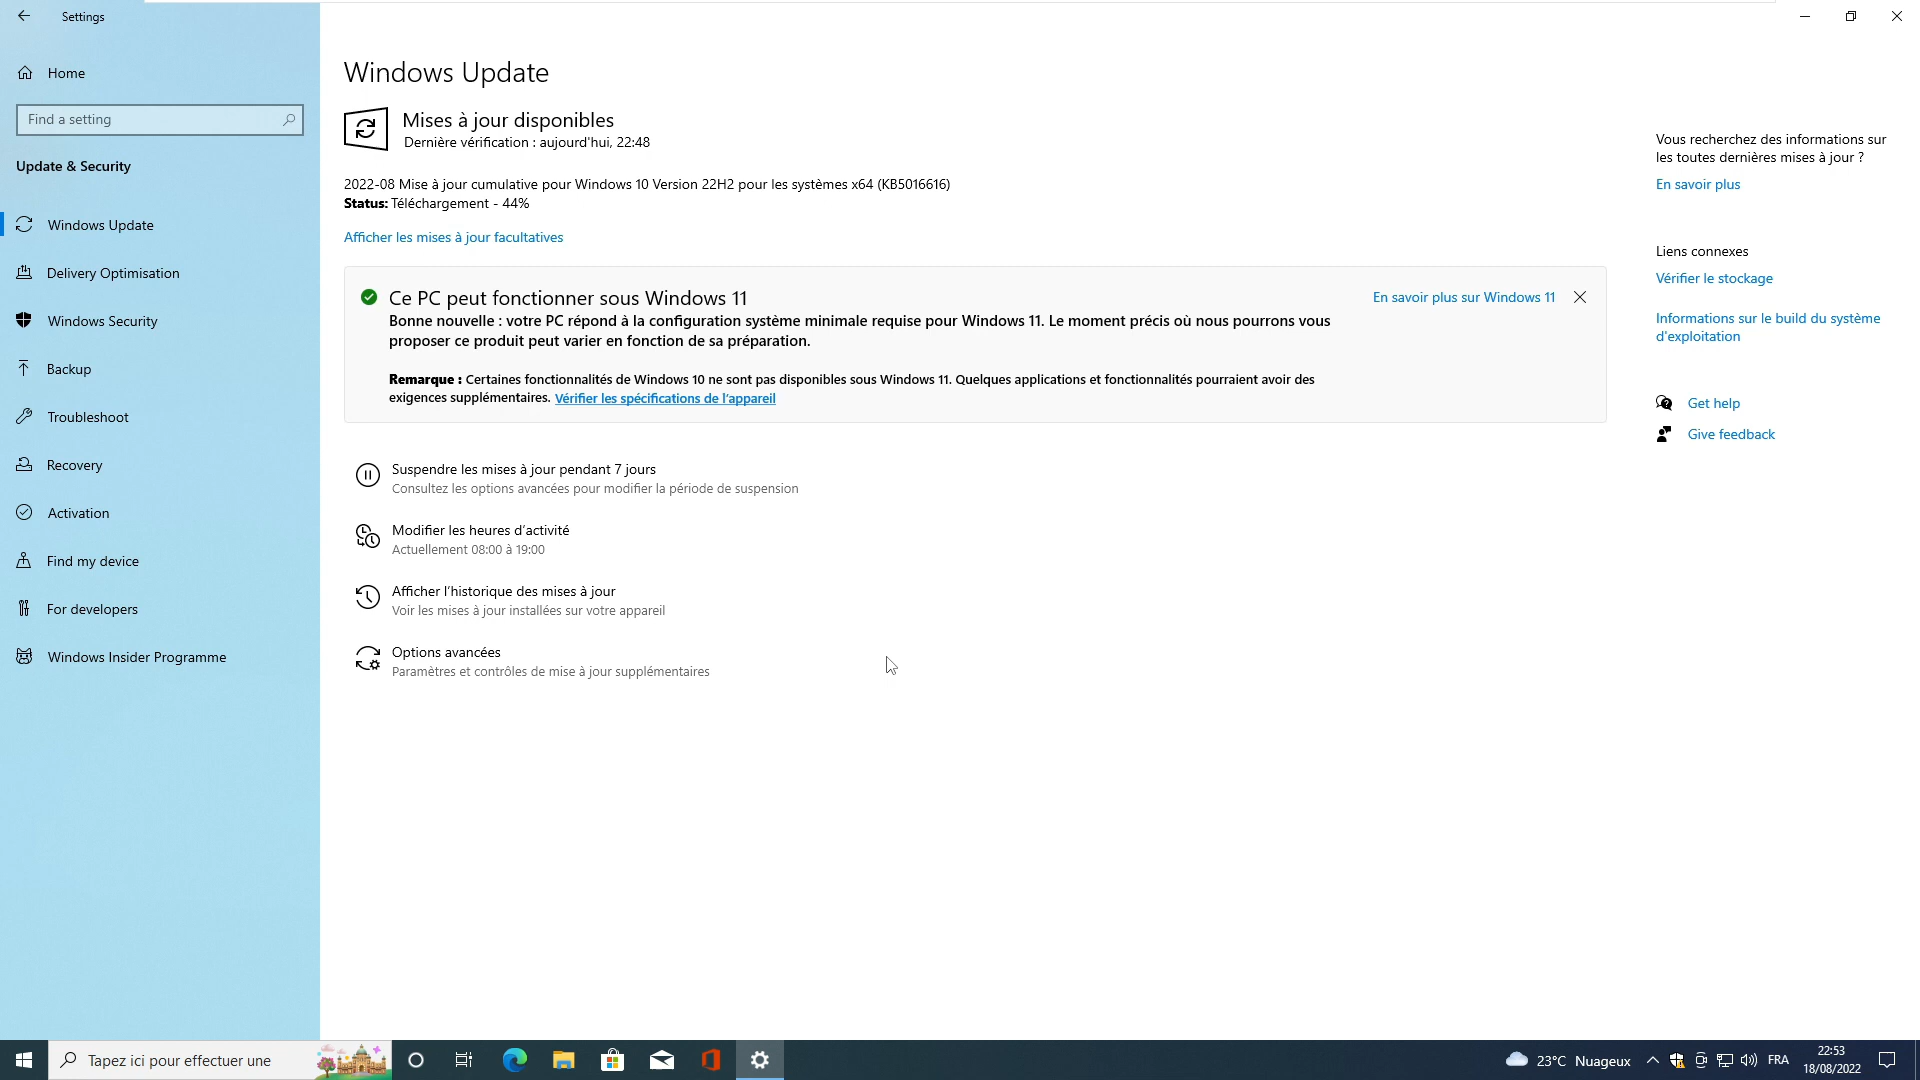 Settings
Home
Find a setting
Update & Security
Windows Update
Delivery Optimisation
Windows Security
Backup
Troubleshoot
Recovery
Activation
Find my device
For developers
Windows Insider Programme
Windows Update
Mises à jour disponibles
Dernière vérification : aujourd'hui, 22:48
2022-08 Mise à jour cumulative pour Windows 10 Version 22H2 pour les systèmes x64 (KB5016616)
Status: Téléchargement - 44%
Afficher les mises à jour facultatives
Ce PC peut fonctionner sous Windows 11
En savoir plus sur Windows 11
Bonne nouvelle : votre PC répond à la configuration système minimale requise pour Windows 11. Le moment précis où nous pourrons vous
proposer ce produit peut varier en fonction de sa préparation.
Remarque : Certaines fonctionnalités de Windows 10 ne sont pas disponibles sous Windows 11. Quelques applications et fonctionnalités pourraient avoir des
exigences supplémentaires. Vérifier les spécifications de l’appareil
Suspendre les mises à jour pendant 7 jours
Consultez les options avancées pour modifier la période de suspension
Modifier les heures d’activité
Actuellement 08:00 à 19:00
Afficher l’historique des mises à jour
Voir les mises à jour installées sur votre appareil
Options avancées
Paramètres et contrôles de mise à jour supplémentaires
Vous recherchez des informations sur
les toutes dernières mises à jour ?
En savoir plus
Liens connexes
Vérifier le stockage
Informations sur le build du système
d'exploitation
Get help
Give feedback
Tapez ici pour effectuer une
23°C Nuageux
FRA
22:53
18/08/2022